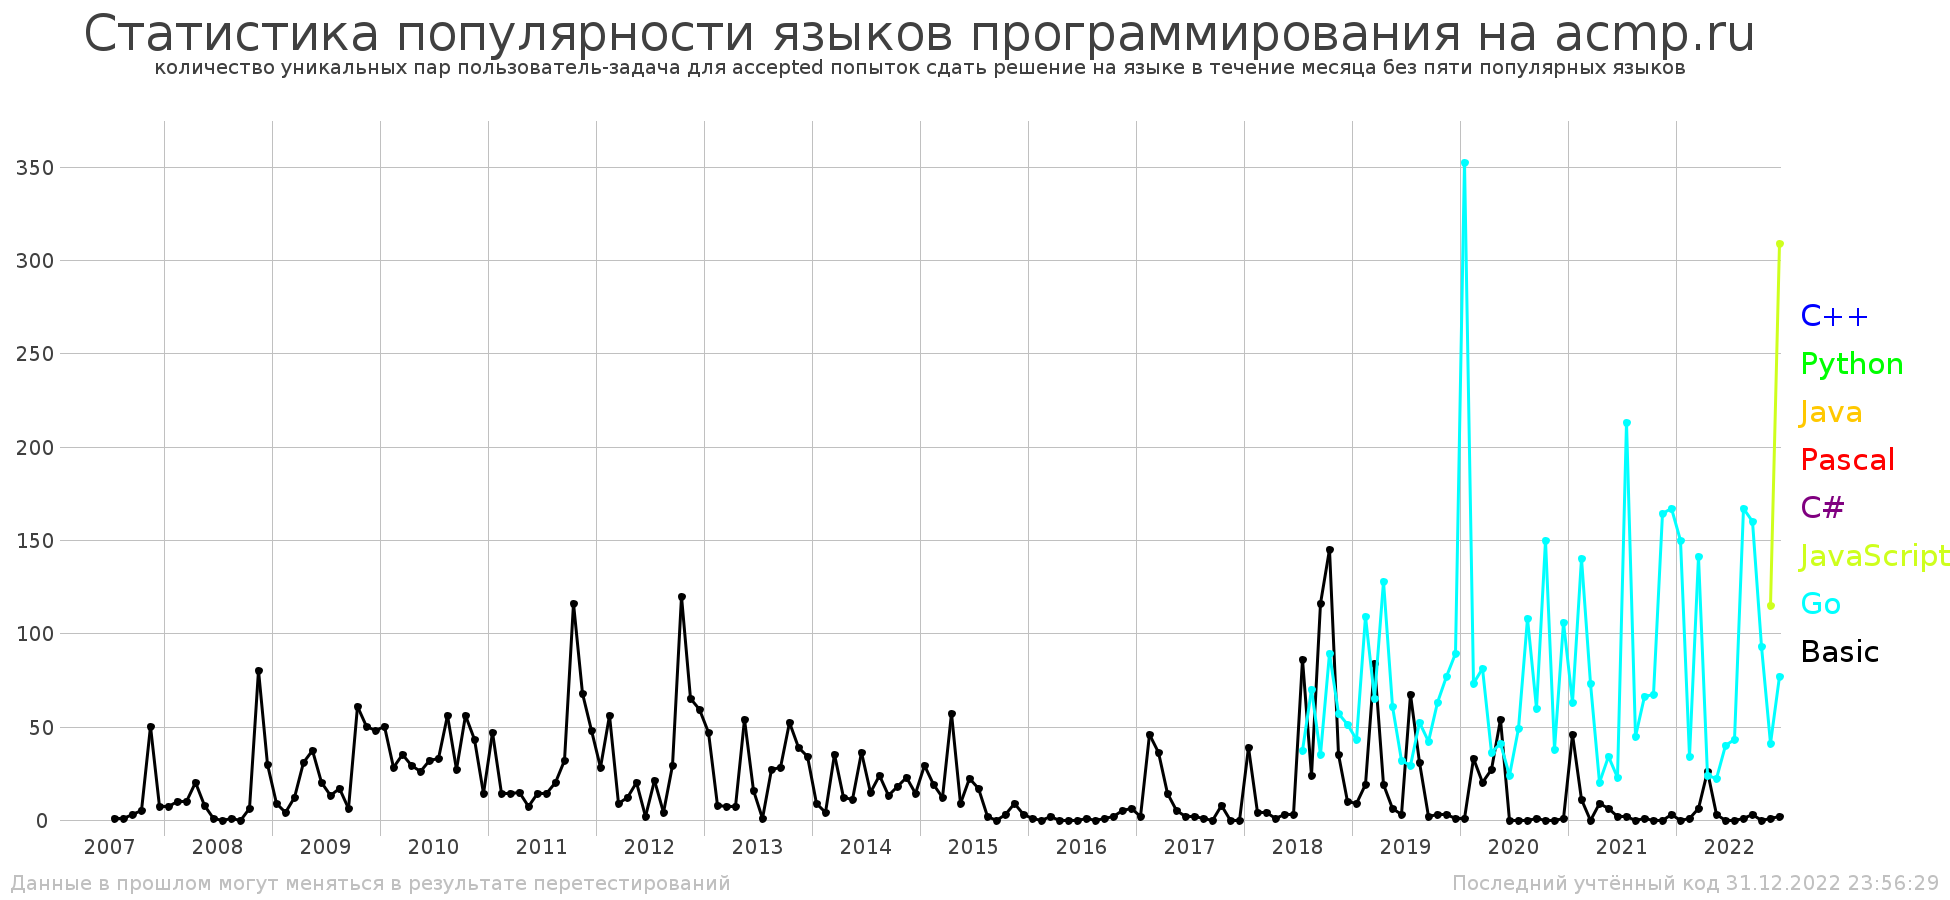 Статистика популярности языков программирования на acmp.ru
количество уникальных пар пользователь-задача для accepted попыток сдать решение на языке в течение месяца без пяти популярных языков
350
300
250
200
150
100
50
0
C++
Python
Java
Pascal
C#
JavaScript
Go
Basic
2007 2008 2009 2010 2011 2012 2013 2014 2015 2016 2017 2018 2019 2020 2021 2022
Данные в прошлом могут меняться в результате перетестирований
Последний учтённый код 31.12.2022 23:56:29